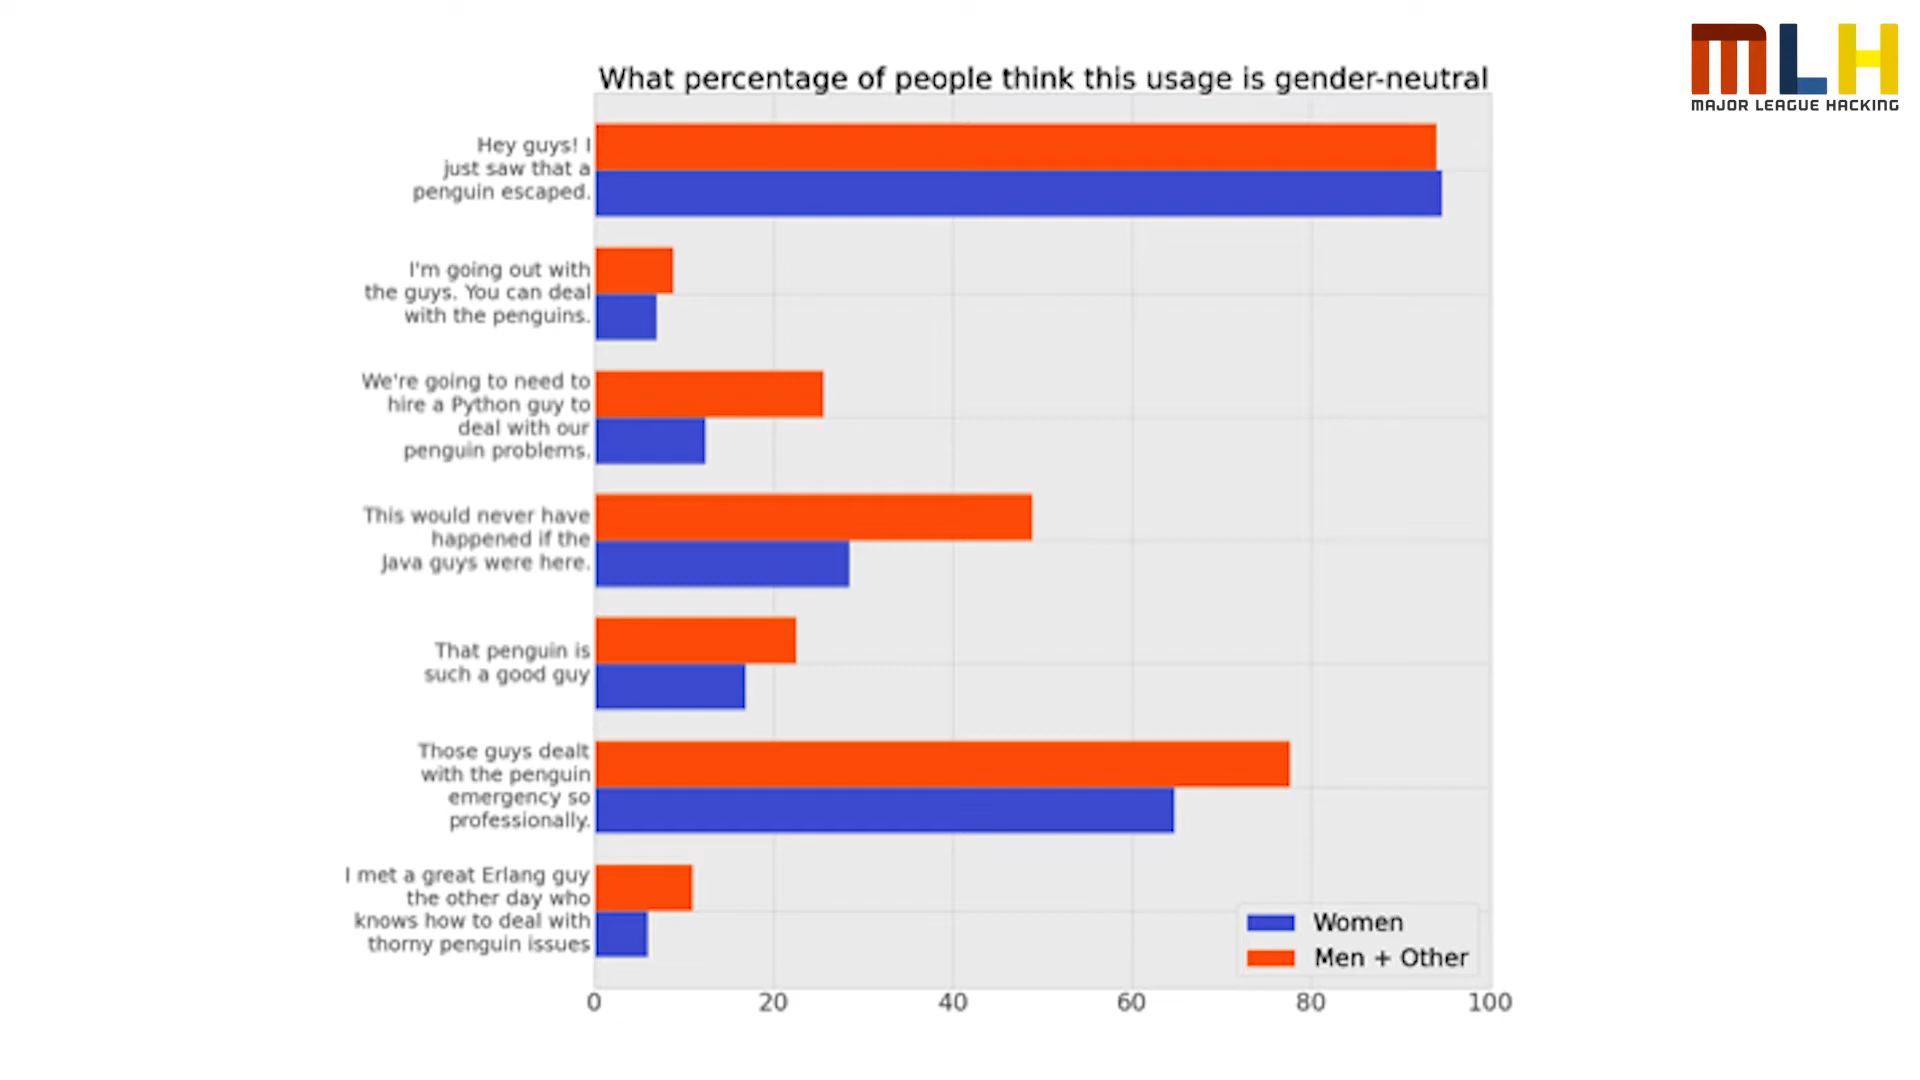 MLH
MAJOR LEAGUE HACKING
What percentage of people think this usage is gender-neutral
Hey guys! I
just saw that a
penguin escaped.
I'm going out with
the guys. You can deal
with the penguins.
We're going to need to
hire a Python guy to
deal with our
penguin problems.
This would never have
happened if the
Java guys were here.
That penguin is
such a good guy
Those guys dealt
with the penguin
emergency so
professionally.
I met a great Erlang guy
the other day who
knows how to deal with
thorny penguin issues
Women
Men + Other
0 20 40 60 80 100